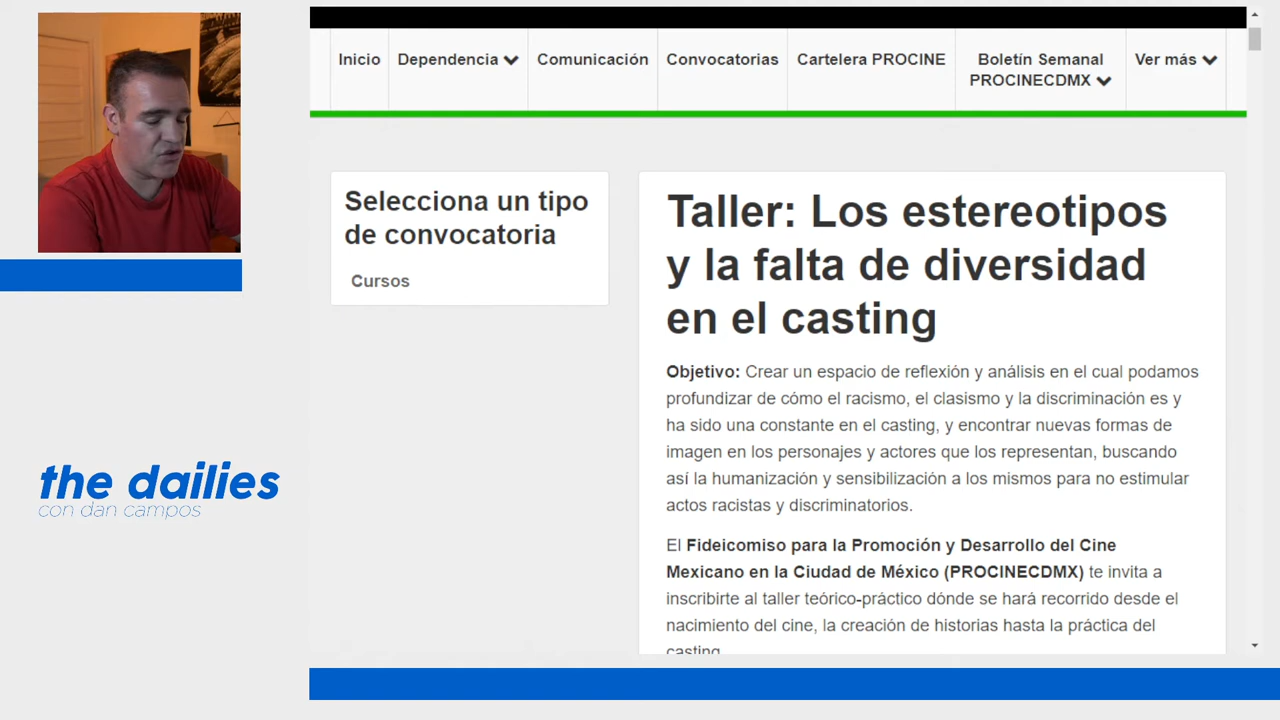 Inicio
Dependencia
Comunicación
Convocatorias
Cartelera PROCINE
Boletín Semanal
PROCINECDMX
Ver más
Selecciona un tipo
de convocatoria
Cursos
Taller: Los estereotipos
y la falta de diversidad
en el casting
Objetivo: Crear un espacio de reflexión y análisis en el cual podamos
profundizar de cómo el racismo, el clasismo y la discriminación es y
ha sido una constante en el casting, y encontrar nuevas formas de
imagen en los personajes y actores que los representan, buscando
así la humanización y sensibilización a los mismos para no estimular
actos racistas y discriminatorios.
El Fideicomiso para la Promoción y Desarrollo del Cine
Mexicano en la Ciudad de México (PROCINECDMX) te invita a
inscribirte al taller teórico-práctico dónde se hará recorrido desde el
nacimiento del cine, la creación de historias hasta la práctica del
casting
the dailies
con dan campos